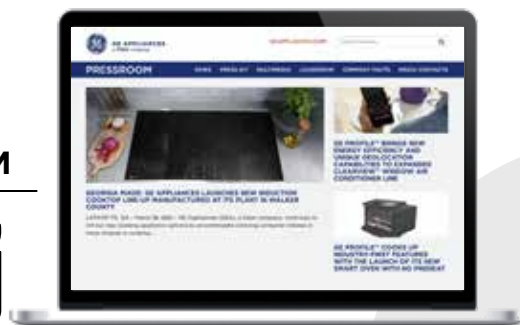 GE APPLIANCES
a Haier company
GEAPPLIANCES.COM
PRESSROOM
NEWS PRESS KIT MULTIMEDIA LEADERSHIP COMPANY FACTS MEDIA CONTACTS
GEORGIA MADE: GE APPLIANCES LAUNCHES NEW INDUCTION
COOKTOP LINE-UP MANUFACTURED AT ITS PLANT IN WALKER
COUNTY
GE PROFILE™ BRINGS NEW
ENERGY EFFICIENCY AND
UNIQUE GEOLOCATION
CAPABILITIES TO EXPANDED
CLEARVIEW™ WINDOW AIR
CONDITIONER LINE
GE PROFILE™ COOKS UP
INDUSTRY-FIRST FEATURES
WITH THE LAUNCH OF ITS NEW
SMART OVEN WITH NO PREHEAT